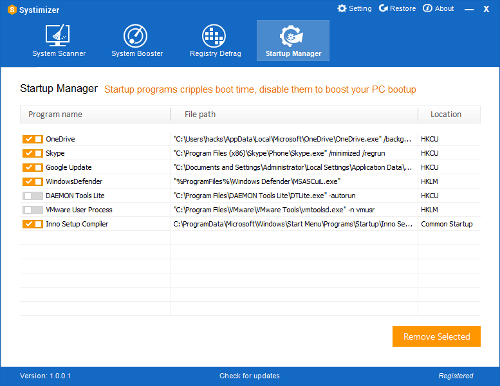 S Systimizer
Setting Restore About
System Scanner System Booster Registry Defrag Startup Manager
Startup Manager Startup programs cripples boot time, disable them to boost your PC bootup
Program name File path Location
OneDrive "C:\Users\hacks\AppData\Local\Microsoft\OneDrive\OneDrive.exe" /backg... HKCU
Skype "C:\Program Files (x86)\Skype\Phone\Skype.exe" /minimized /regrun HKCU
Google Update "C:\Documents and Settings\Administrator\Local Settings\Application Data\... HKCU
WindowsDefender "%ProgramFiles%\Windows Defender\MSASCuiL.exe" HKLM
DAEMON Tools Lite "C:\Program Files\DAEMON Tools Lite\DTLite.exe" -autorun HKCU
VMware User Process "C:\Program Files\VMware\VMware Tools\vmtoolsd.exe" -n vmusr HKLM
Inno Setup Compiler C:\ProgramData\Microsoft\Windows\Start Menu\Programs\Startup\Inno Se... Common Startup
Remove Selected
Version: 1.0.0.1 Check for updates Registered